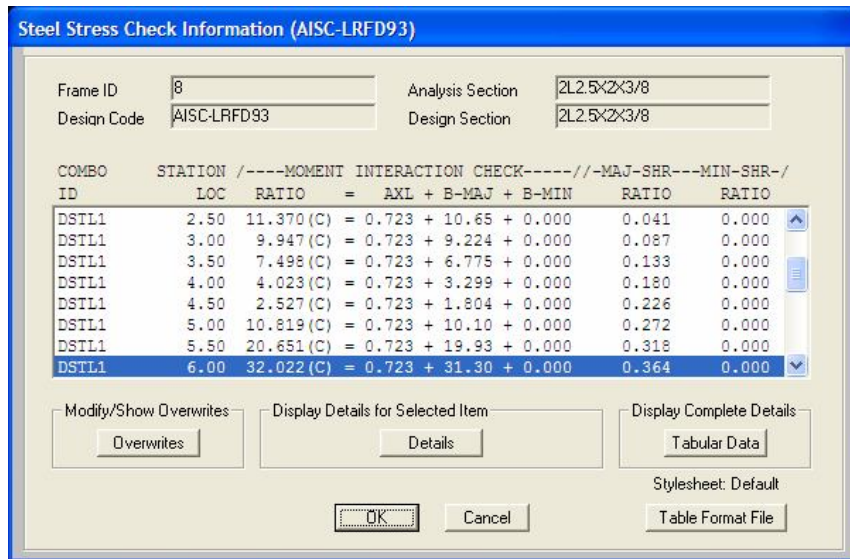 Steel Stress Check Information (AISC-LRFD93)
Frame ID 8 Analysis Section 2L2.5X2X3/8
Design Code AISC-LRFD93 Design Section 2L2.5X2X3/8
COMBO STATION /----MOMENT INTERACTION CHECK-----//-MAJ-SHR---MIN-SHR-/
ID LOC RATIO = AXL + B-MAJ + B-MIN RATIO RATIO
DSTL1 2.50 11.370(C) = 0.723 + 10.65 + 0.000 0.041 0.000
DSTL1 3.00 9.947(C) = 0.723 + 9.224 + 0.000 0.087 0.000
DSTL1 3.50 7.498(C) = 0.723 + 6.775 + 0.000 0.133 0.000
DSTL1 4.00 4.023(C) = 0.723 + 3.299 + 0.000 0.180 0.000
DSTL1 4.50 2.527(C) = 0.723 + 1.804 + 0.000 0.226 0.000
DSTL1 5.00 10.819(C) = 0.723 + 10.10 + 0.000 0.272 0.000
DSTL1 5.50 20.651(C) = 0.723 + 19.93 + 0.000 0.318 0.000
DSTL1 6.00 32.022(C) = 0.723 + 31.30 + 0.000 0.364 0.000
Modify/Show Overwrites Display Details for Selected Item Display Complete Details
Overwrites Details Tabular Data
Stylesheet: Default
OK Cancel Table Format File